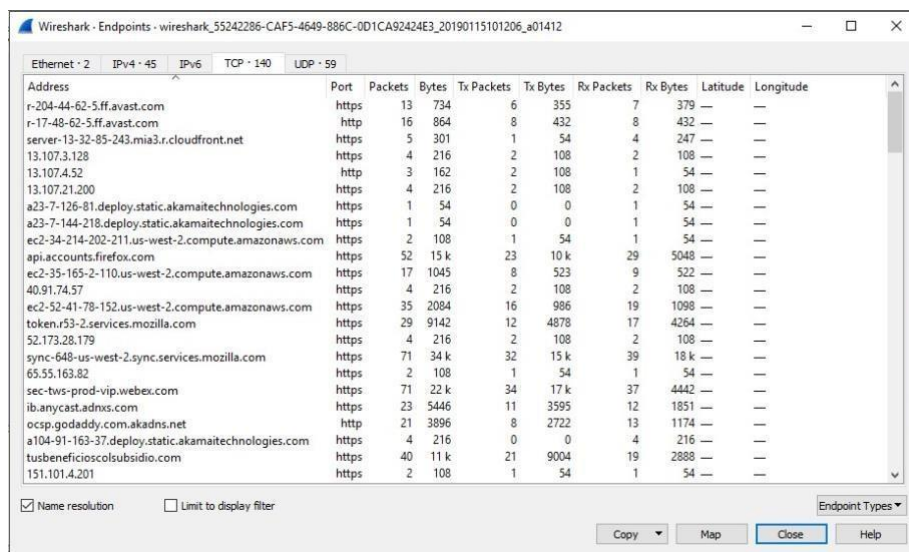 Wireshark · Endpoints · wireshark_55242286-CAF5-4649-886C-0D1CA92424E3_20190115101206_a01412
Ethernet · 2 IPv4 · 45 IPv6 TCP · 140 UDP · 59
Address Port Packets Bytes Tx Packets Tx Bytes Rx Packets Rx Bytes Latitude Longitude
r-204-44-62-5.ff.avast.com https 13 734 6 355 7 379 — —
r-17-48-62-5.ff.avast.com http 16 864 8 432 8 432 — —
server-13-32-85-243.mia3.r.cloudfront.net https 5 301 1 54 4 247 — —
13.107.3.128 https 4 216 2 108 2 108 — —
13.107.4.52 http 3 162 2 108 1 54 — —
13.107.21.200 https 4 216 2 108 2 108 — —
a23-7-126-81.deploy.static.akamaitechnologies.com https 1 54 0 0 1 54 — —
a23-7-144-218.deploy.static.akamaitechnologies.com https 1 54 0 0 1 54 — —
ec2-34-214-202-211.us-west-2.compute.amazonaws.com https 2 108 1 54 1 54 — —
api.accounts.firefox.com https 52 15 k 23 10 k 29 5048 — —
ec2-35-165-2-110.us-west-2.compute.amazonaws.com https 17 1045 8 523 9 522 — —
40.91.74.57 https 4 216 2 108 2 108 — —
ec2-52-41-78-152.us-west-2.compute.amazonaws.com https 35 2084 16 986 19 1098 — —
token.r53-2.services.mozilla.com https 29 9142 12 4878 17 4264 — —
52.173.28.179 https 4 216 2 108 2 108 — —
sync-648-us-west-2.sync.services.mozilla.com https 71 34 k 32 15 k 39 18 k — —
65.55.163.82 https 2 108 1 54 1 54 — —
sec-tws-prod-vip.webex.com https 71 22 k 34 17 k 37 4442 — —
ib.anycast.adnxs.com https 23 5446 11 3595 12 1851 — —
ocsp.godaddy.com.akadns.net http 21 3896 8 2722 13 1174 — —
a104-91-163-37.deploy.static.akamaitechnologies.com https 4 216 0 0 4 216 — —
tusbeneficioscolsubsidio.com https 40 11 k 21 9004 19 2888 — —
151.101.4.201 https 2 108 1 54 1 54 — —
Name resolution Limit to display filter Endpoint Types
Copy Map Close Help